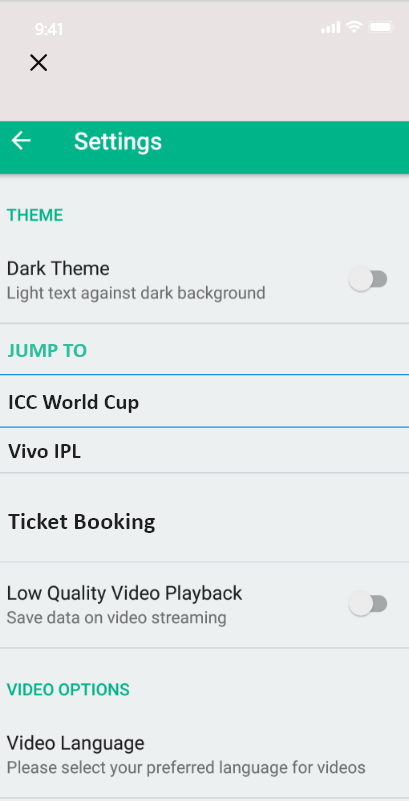 9:41
Settings
THEME
Dark Theme
Light text against dark background
JUMP TO
ICC World Cup
Vivo IPL
Ticket Booking
Low Quality Video Playback
Save data on video streaming
VIDEO OPTIONS
Video Language
Please select your preferred language for videos